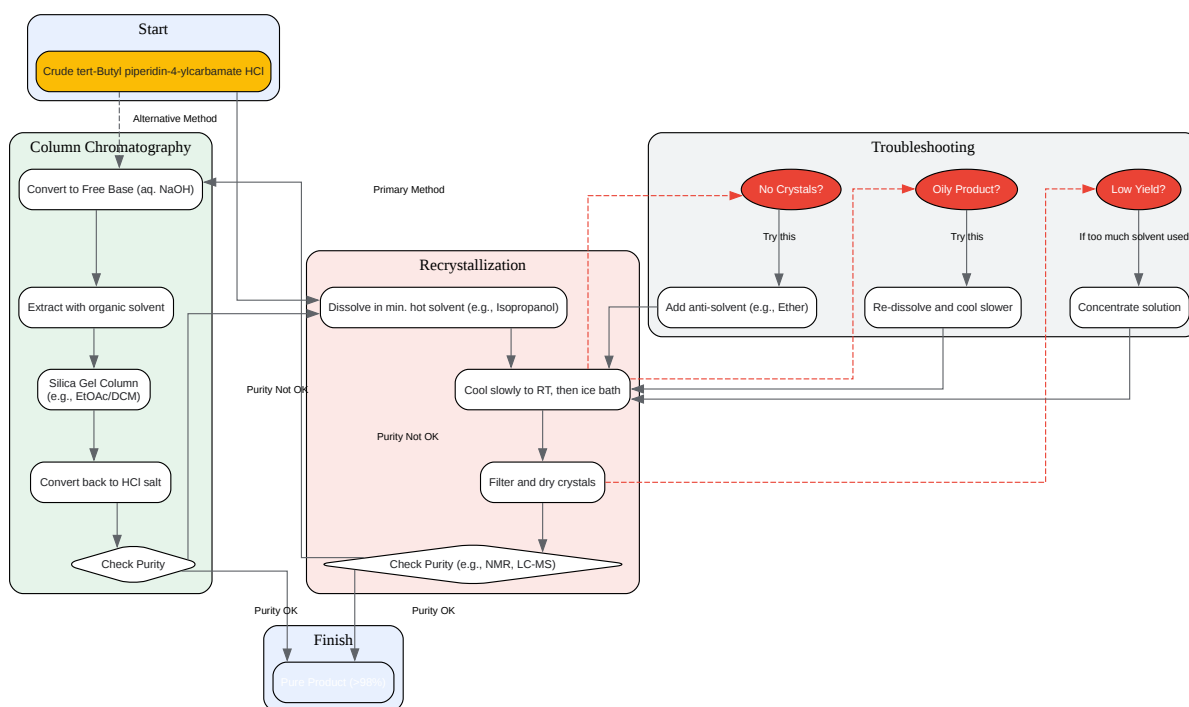 Start
Crude tert-Butyl piperidin-4-ylcarbamate HCl
Alternative Method
Primary Method
Column Chromatography
Convert to Free Base (aq. NaOH)
Extract with organic solvent
Silica Gel Column
(e.g., EtOAc/DCM)
Convert back to HCl salt
Check Purity
Purity Not OK
Purity OK
Recrystallization
Dissolve in min. hot solvent (e.g., Isopropanol)
Cool slowly to RT, then ice bath
Purity Not OK
Filter and dry crystals
Check Purity (e.g., NMR, LC-MS)
Purity OK
Troubleshooting
No Crystals?
Oily Product?
Low Yield?
Try this
Try this
If too much solvent used
Add anti-solvent (e.g., Ether)
Re-dissolve and cool slower
Concentrate solution
Finish
Pure Product (>98%)